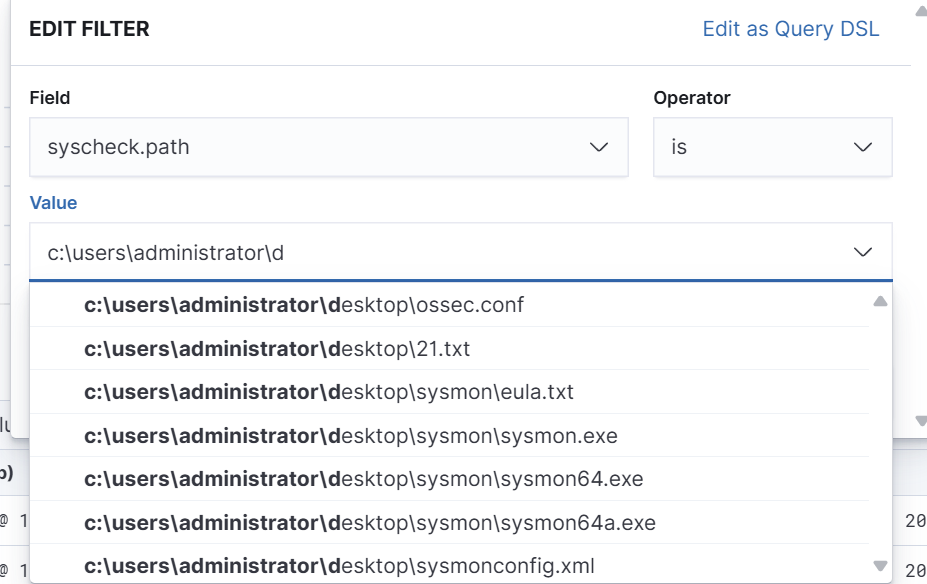 EDIT FILTER
Edit as Query DSL
Field
Operator
syscheck.path
is
Value
c:\users\administrator\d
c:\users\administrator\desktop\ossec.conf
c:\users\administrator\desktop\21.txt
c:\users\administrator\desktop\sysmon\eula.txt
c:\users\administrator\desktop\sysmon\sysmon.exe
c:\users\administrator\desktop\sysmon\sysmon64.exe
c:\users\administrator\desktop\sysmon\sysmon64a.exe
c:\users\administrator\desktop\sysmonconfig.xml
@ 1
20
@ 1
20